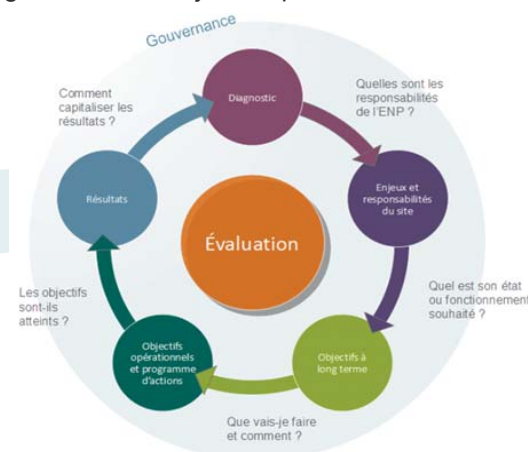 Gouvernance
Diagnostic
Comment
capitaliser les
résultats ?
Quelles sont les
responsabilités
de l'ENP ?
Résultats
Enjeux et
responsabilités
du site
Évaluation
Les objectifs
sont-ils
atteints ?
Quel est son état
ou fonctionnement
souhaité ?
Objectifs
opérationnels
et programme
d'actions
Objectifs à
long terme
Que vais-je faire
et comment ?